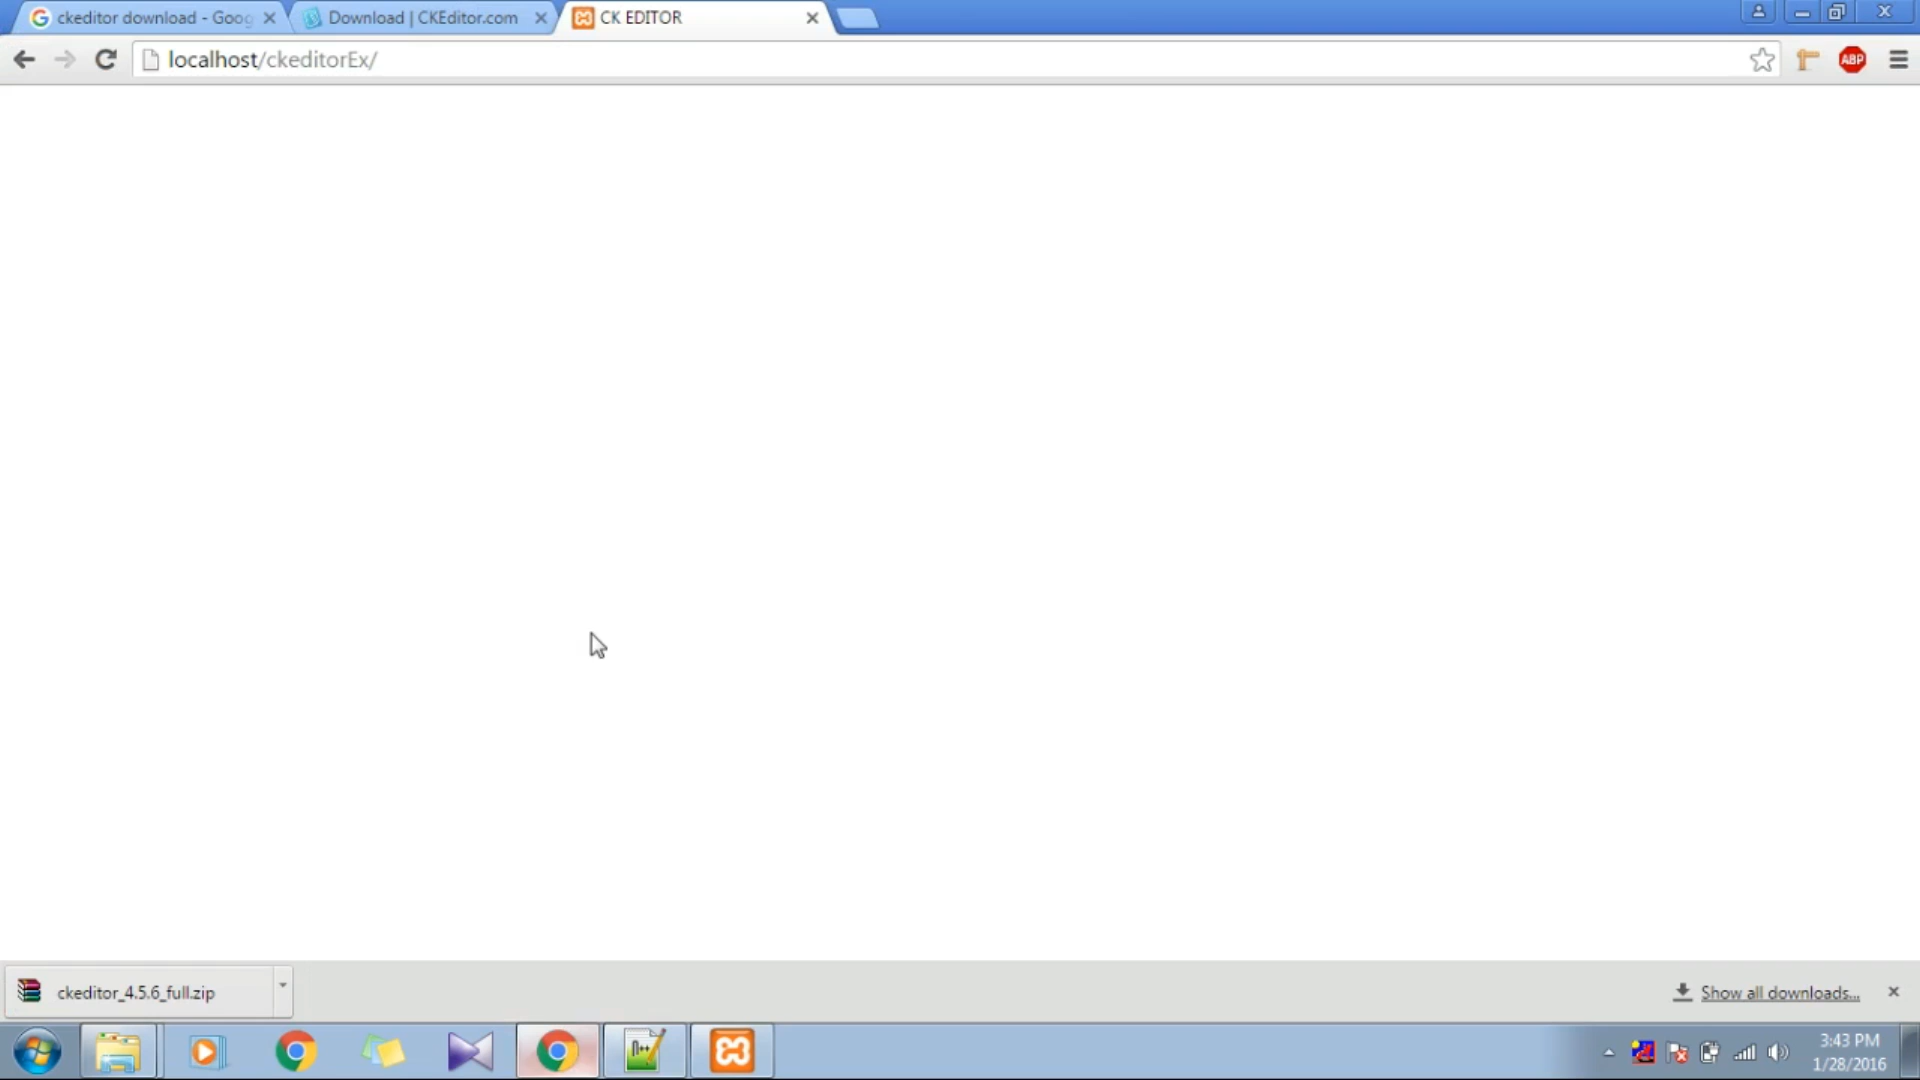 ckeditor download - Goog
Download | CKEditor.com
CK EDITOR
localhost/ckeditorEx/
ABP
ckeditor_4.5.6_full.zip
Show all downloads...
n++
3:43 PM
1/28/2016